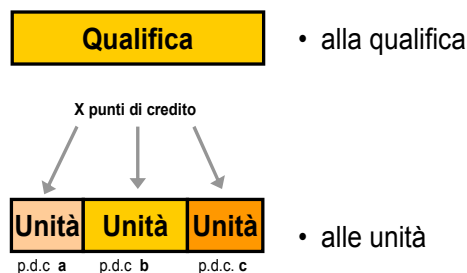 Qualifica
• alla qualifica
X punti di credito
Unità Unità Unità
• alle unità
p.d.c a p.d.c b p.d.c. c